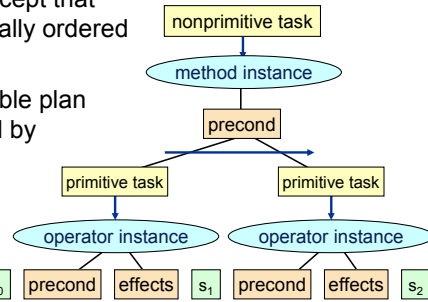 cept that
ally ordered
ble plan
d by
nonprimitive task
method instance
precond
primitive task primitive task
operator instance operator instance
0 precond effects s1 precond effects s2